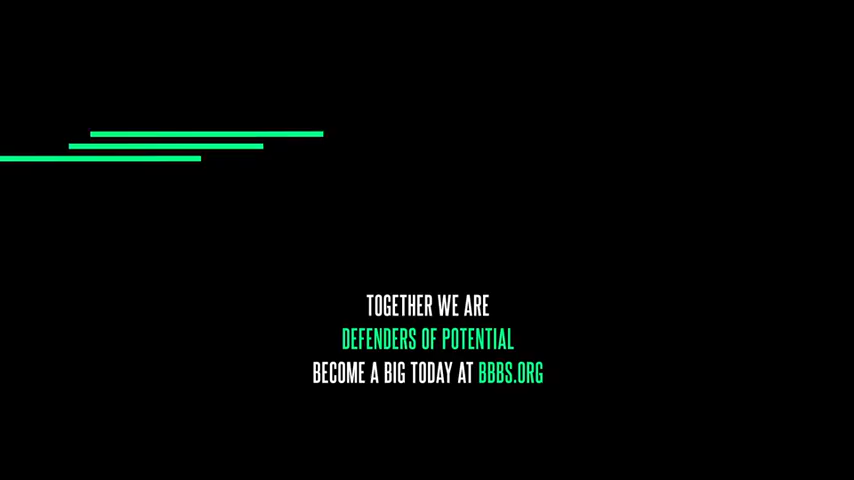 TOGETHER WE ARE
DEFENDERS OF POTENTIAL
BECOME A BIG TODAY AT BBBS.ORG